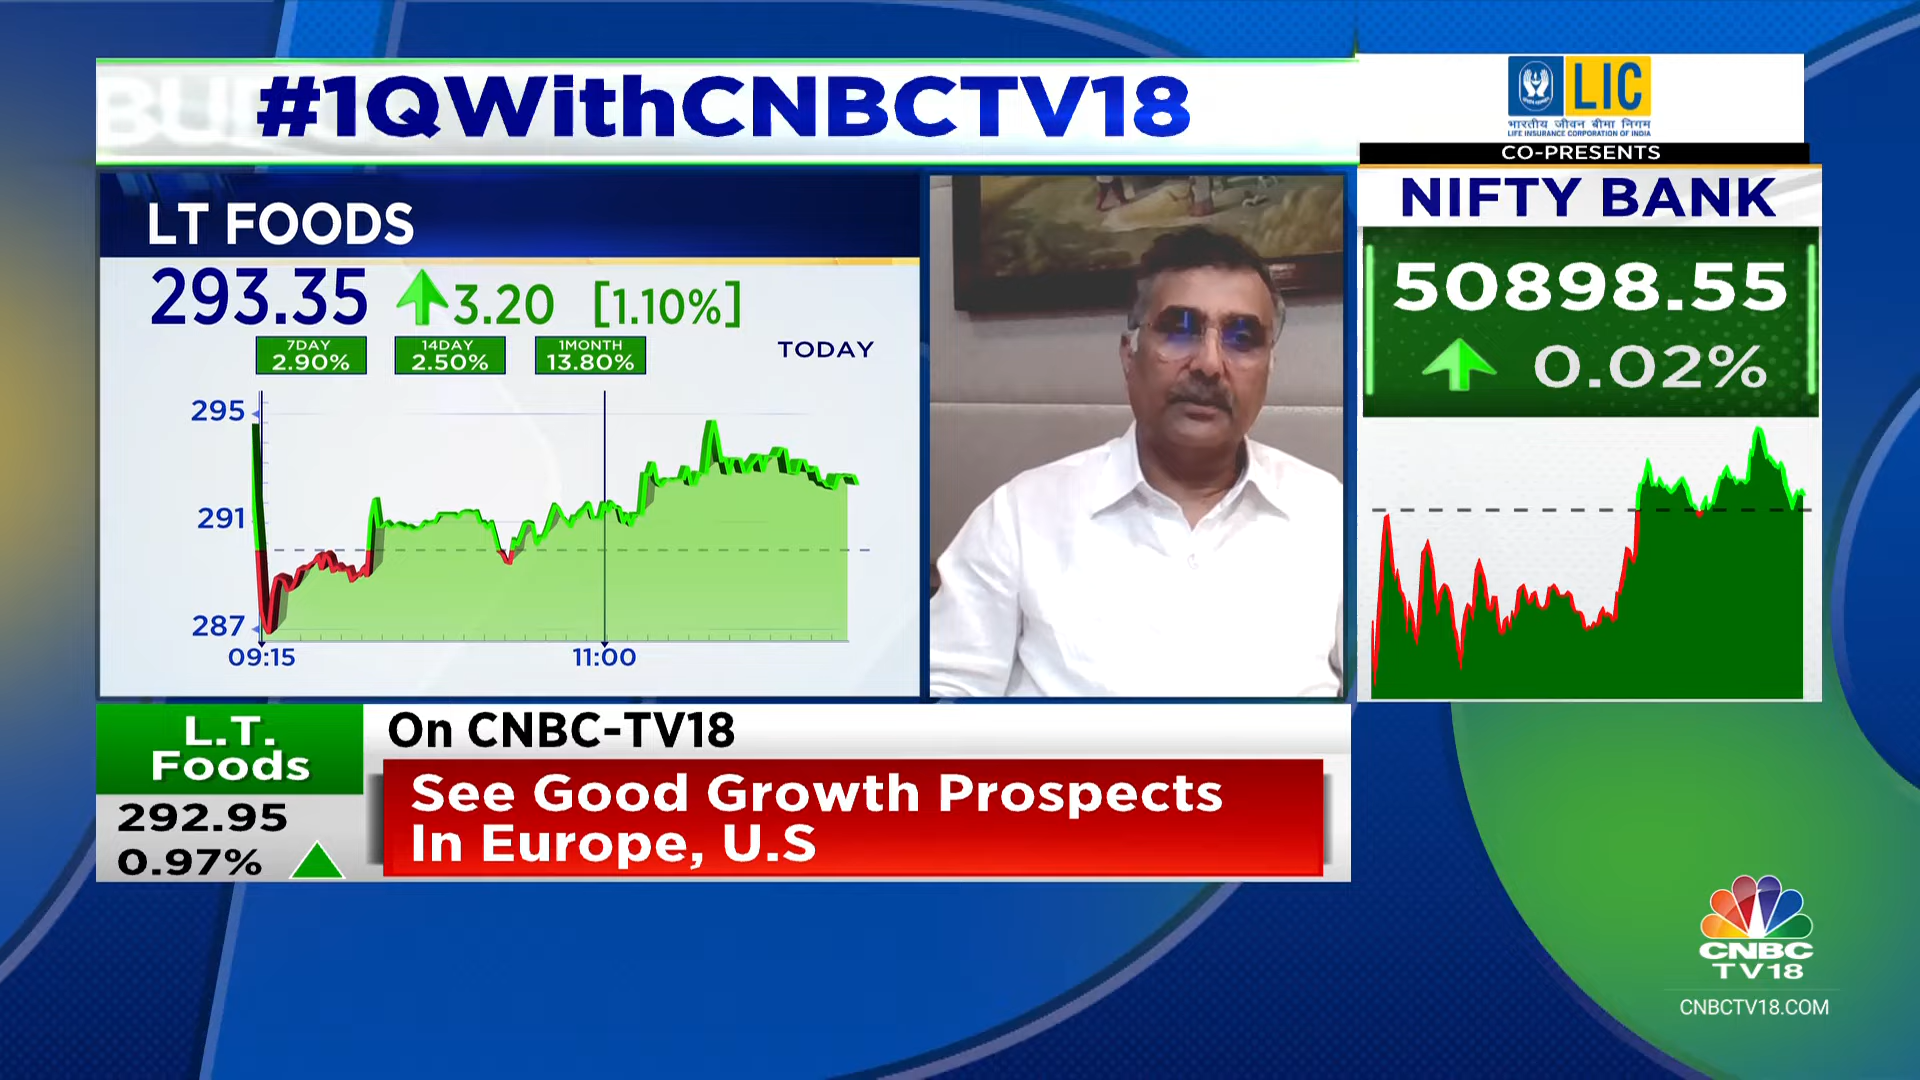 #1QWithCNBCTV18
LIC
भारतीय जीवन बीमा निगम
LIFE INSURANCE CORPORATION OF INDIA
CO-PRESENTS
LT FOODS
293.35 3.20 [1.10%]
7DAY
2.90%
14DAY
2.50%
1MONTH
13.80%
TODAY
295
291
287
09:15 11:00
NIFTY BANK
50898.55
0.02%
L.T.
Foods
292.95
0.97%
On CNBC-TV18
See Good Growth Prospects
In Europe, U.S
CNBC
TV18
CNBCTV18.COM